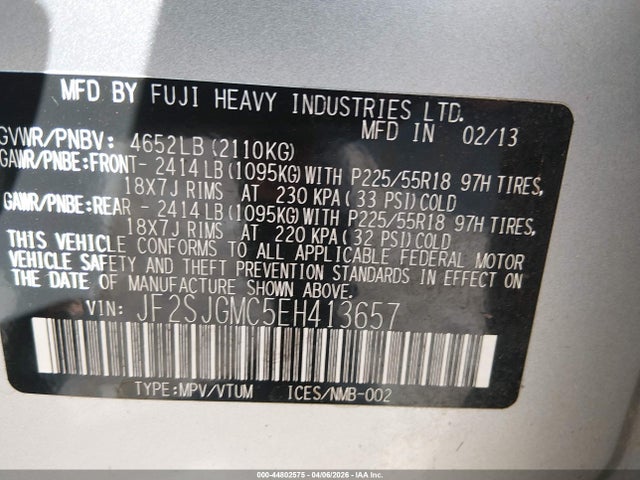 MFD BY FUJI HEAVY INDUSTRIES LTD.
MFD IN 02/13
GVWR/PNBV: 4652LB(2110KG)
GAWR/PNBE:FRONT- 2414LB(1095KG)WITH P225/55R18 97H TIRES,
18X7J RIMS AT 230 KPA(33 PSI)COLD
GAWR/PNBE:REAR - 2414LB(1095KG)WITH P225/55R18 97H TIRES,
18X7J RIMS AT 220 KPA(32 PSI)COLD
THIS VEHICLE CONFORMS TO ALL APPLICABLE FEDERAL MOTOR
VEHICLE SAFETY AND THEFT PREVENTION STANDARDS IN EFFECT ON
THE DATE OF MANUFACTURE SHOWN ABOVE.
VIN: JF2SJGMC5EH413657
TYPE:MPV/VTUM ICES/NMB-002
000-44802575 - 04/06/2026 - IAA Inc.